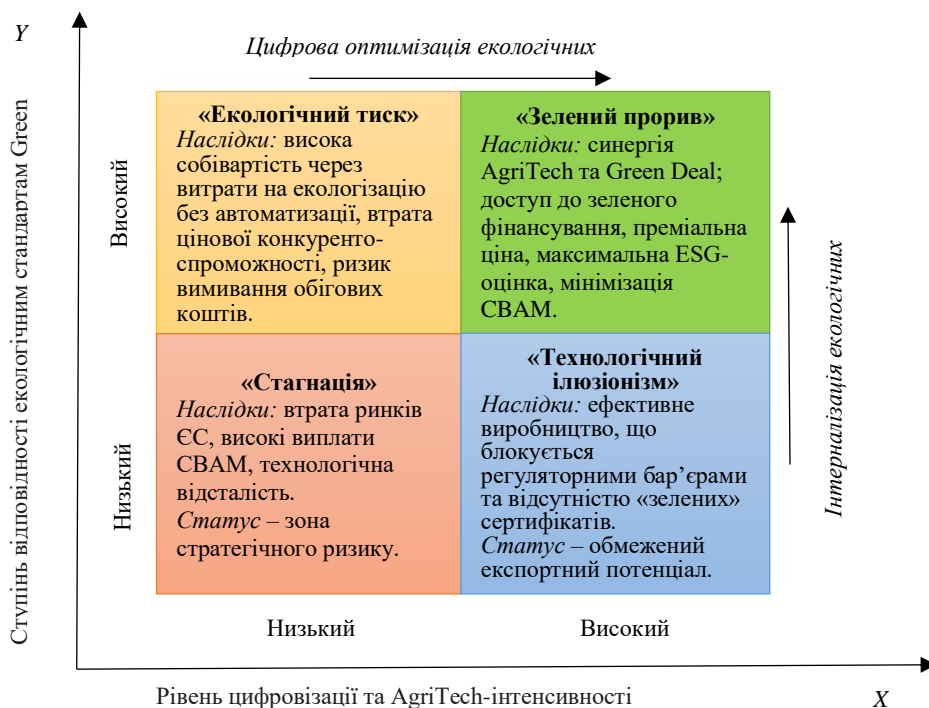 Y
Цифрова оптимізація екологічних
Ступінь відповідності екологічним стандартам Green
Високий
«Екологічний тиск»
Наслідки: висока
собівартість через
витрати на екологізацію
без автоматизації, втрата
цінової конкуренто-
спроможності, ризик
вимивання обігових
коштів.
«Зелений прорив»
Наслідки: синергія
AgriTech та Green Deal;
доступ до зеленого
фінансування, преміальна
ціна, максимальна ESG-
оцінка, мінімізація
CBAM.
Низький
«Стагнація»
Наслідки: втрата ринків
ЄС, високі виплати
CBAM, технологічна
відсталість.
Статус – зона
стратегічного ризику.
«Технологічний
ілюзіонізм»
Наслідки: ефективне
виробництво, що
блокується
регуляторними бар’єрами
та відсутністю «зелених»
сертифікатів.
Статус – обмежений
експортний потенціал.
Інтерналізація екологічних
Низький
Високий
Рівень цифровізації та AgriTech-інтенсивності
X